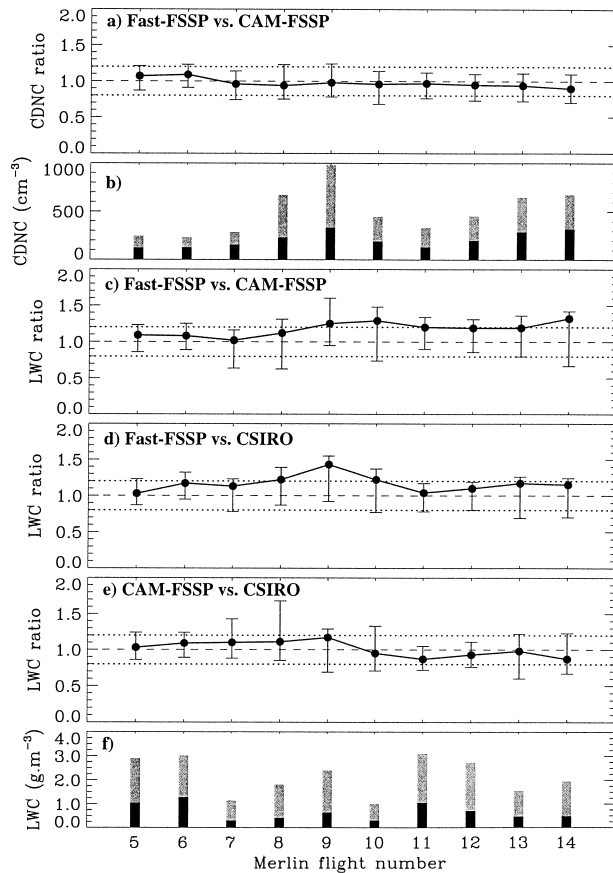 a) Fast-FSSP vs. CAM-FSSP
CDNC ratio
2.0
1.5
1.0
0.5
0.0
b)
CDNC (cm⁻³)
1000
500
0
c) Fast-FSSP vs. CAM-FSSP
LWC ratio
2.0
1.5
1.0
0.5
0.0
d) Fast-FSSP vs. CSIRO
LWC ratio
2.0
1.5
1.0
0.5
0.0
e) CAM-FSSP vs. CSIRO
LWC ratio
2.0
1.5
1.0
0.5
0.0
f)
LWC (g.m⁻³)
4.0
3.0
2.0
1.0
0.0
5 6 7 8 9 10 11 12 13 14
Merlin flight number